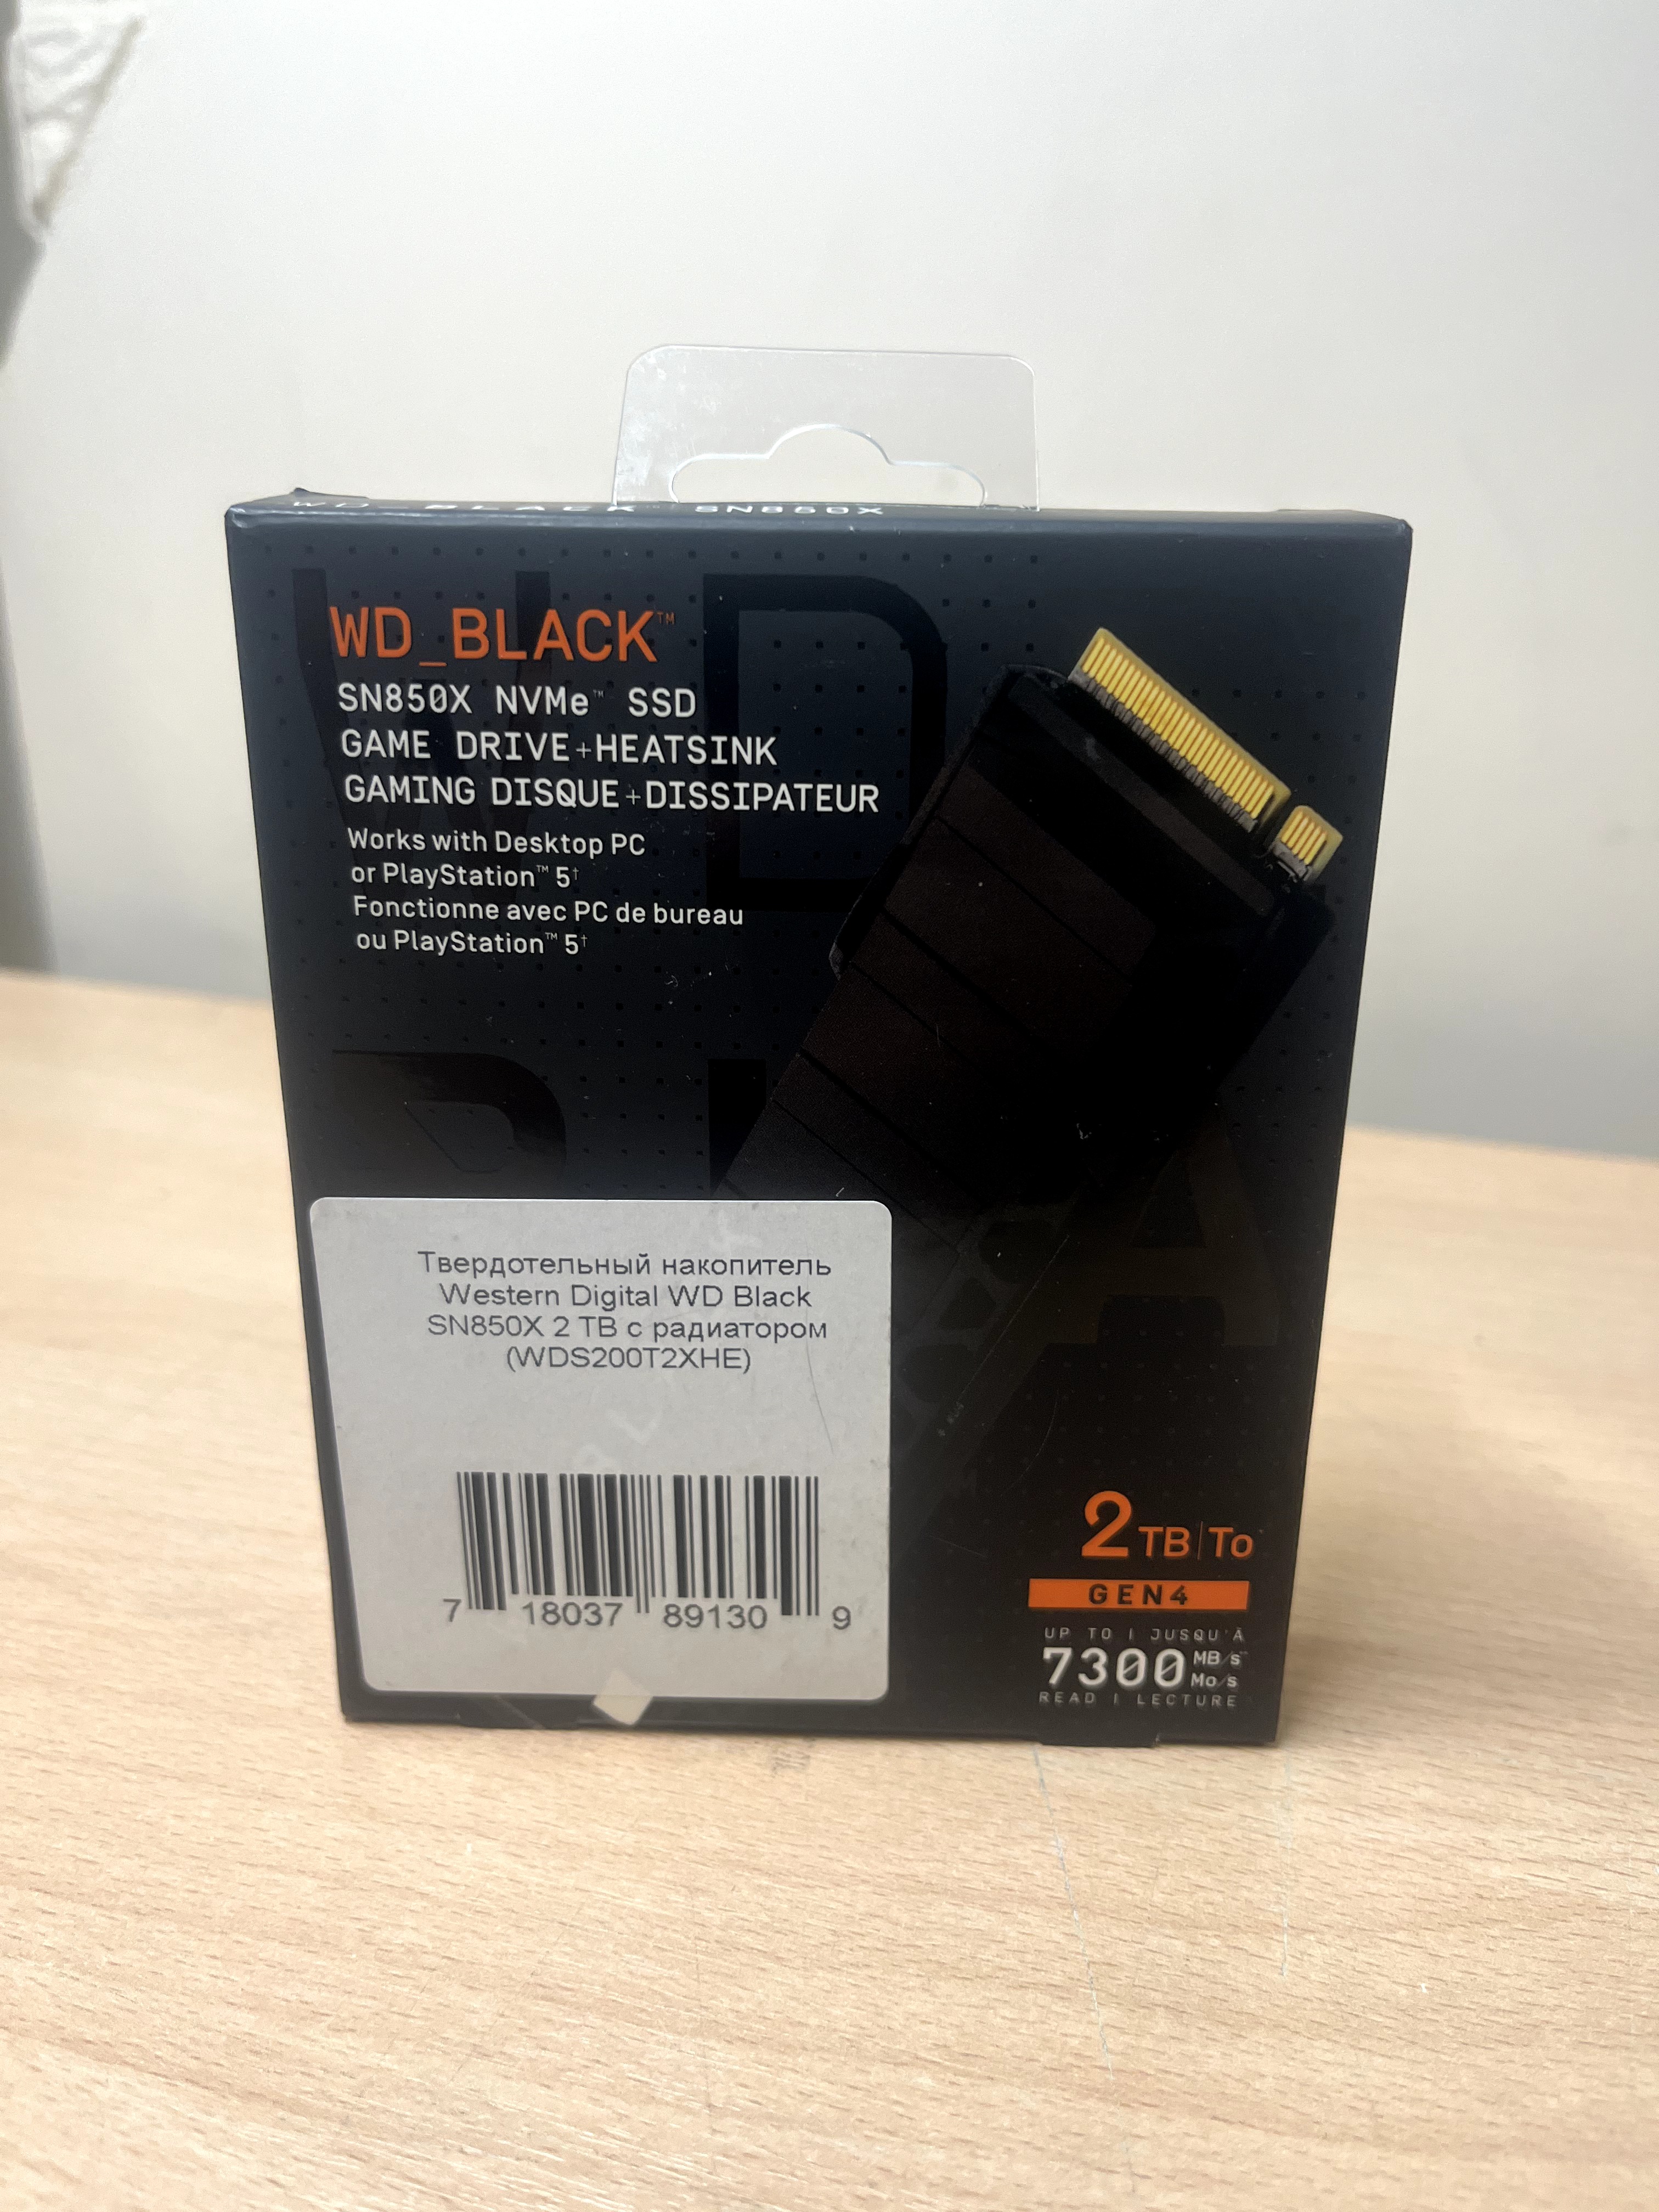 WD_BLACK™ SN850X
WD_BLACK™
SN850X NVMe™ SSD
GAME DRIVE+HEATSINK
GAMING DISQUE+DISSIPATEUR
Works with Desktop PC
or PlayStation™ 5†
Fonctionne avec PC de bureau
ou PlayStation™ 5†
Твердотельный накопитель
Western Digital WD Black
SN850X 2 TB с радиатором
(WDS200T2XHE)
7 18037 89130 9
2 TB|To
GEN4
UP TO | JUSQU'À
7300 MB/s**
Mo/s
READ | LECTURE